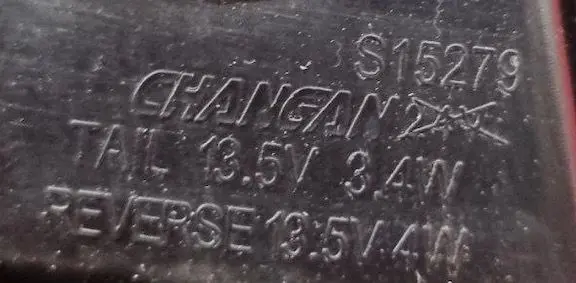 S15279
CHANGAN
TAIL 13.5V 3.4W
REVERSE 13.5V 4W